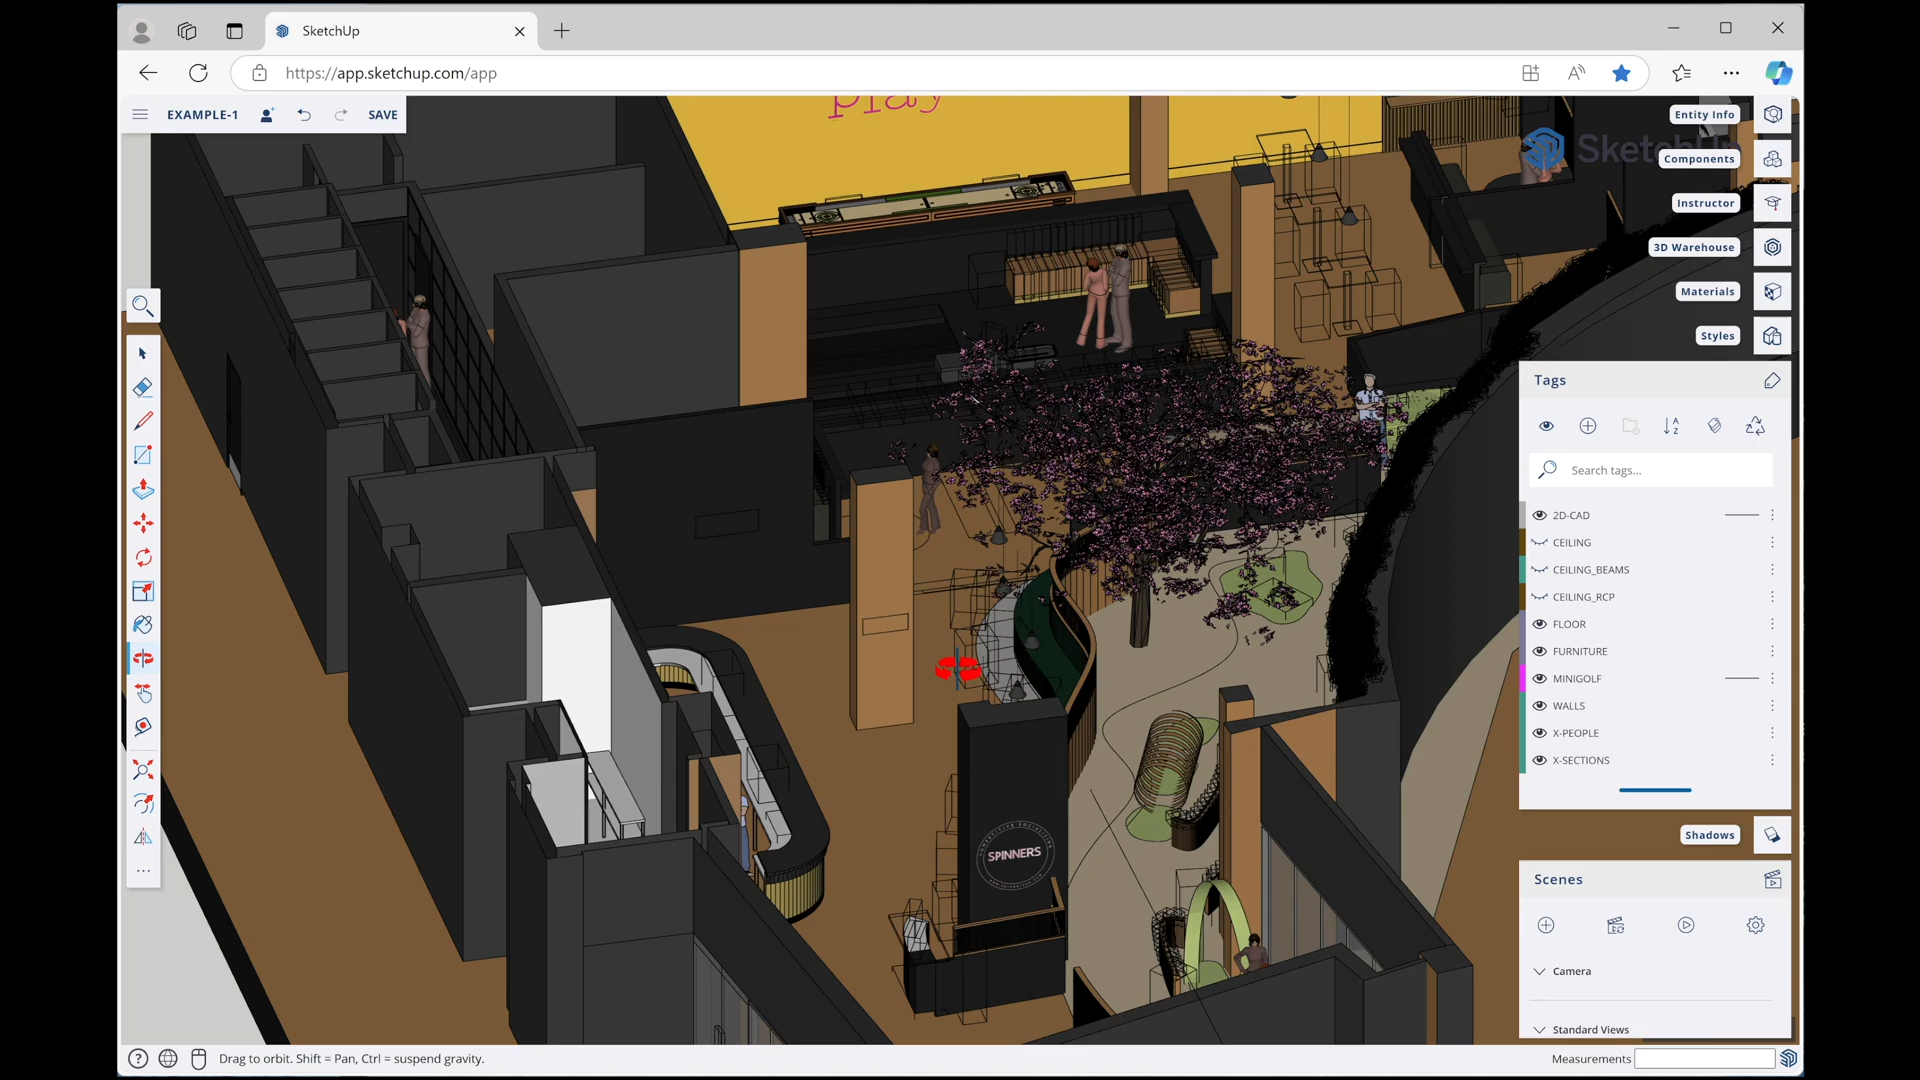 SketchUp
https://app.sketchup.com/app
EXAMPLE-1
SAVE
play
SketchUp
Entity Info
Components
Instructor
3D Warehouse
Materials
Styles
Tags
Search tags...
2D-CAD
CEILING
CEILING_BEAMS
CEILING_RCP
FLOOR
FURNITURE
MINIGOLF
WALLS
X-PEOPLE
X-SECTIONS
Shadows
Scenes
Camera
Standard Views
SPINNERS
Drag to orbit. Shift = Pan, Ctrl = suspend gravity.
Measurements